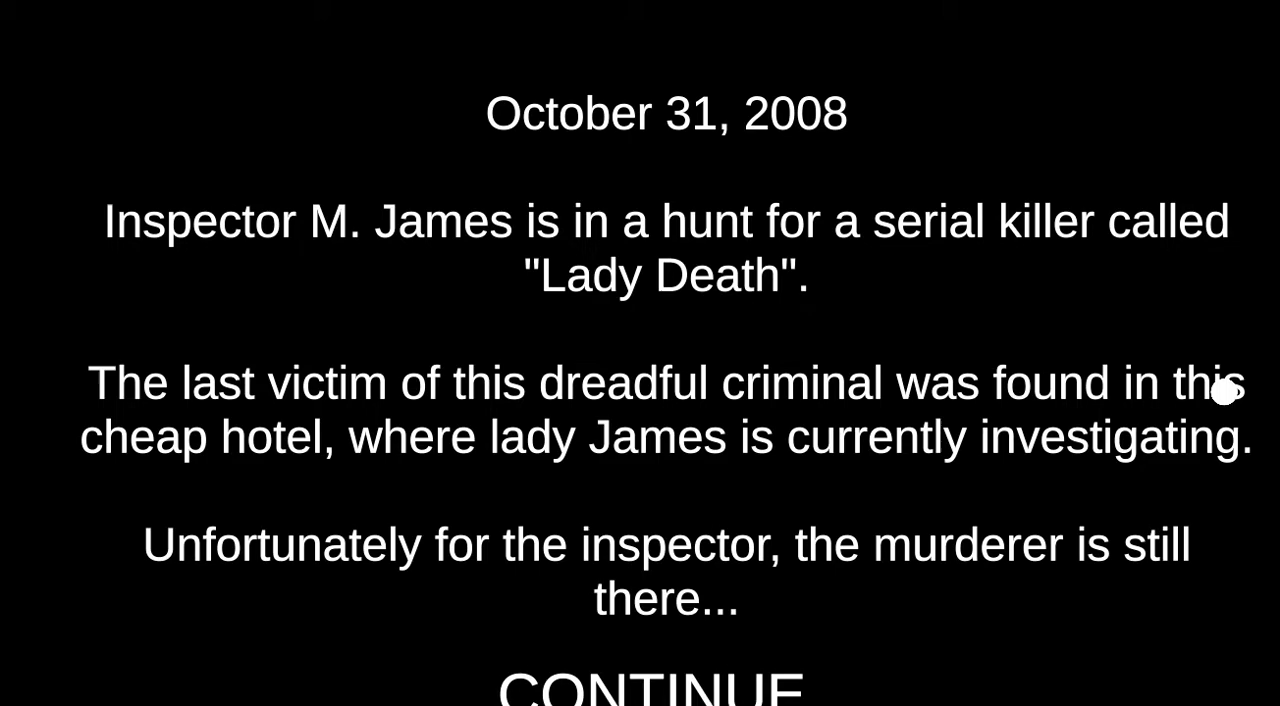 October 31, 2008
Inspector M. James is in a hunt for a serial killer called
"Lady Death".
The last victim of this dreadful criminal was found in this
cheap hotel, where lady James is currently investigating.
Unfortunately for the inspector, the murderer is still
there...
CONTINUE